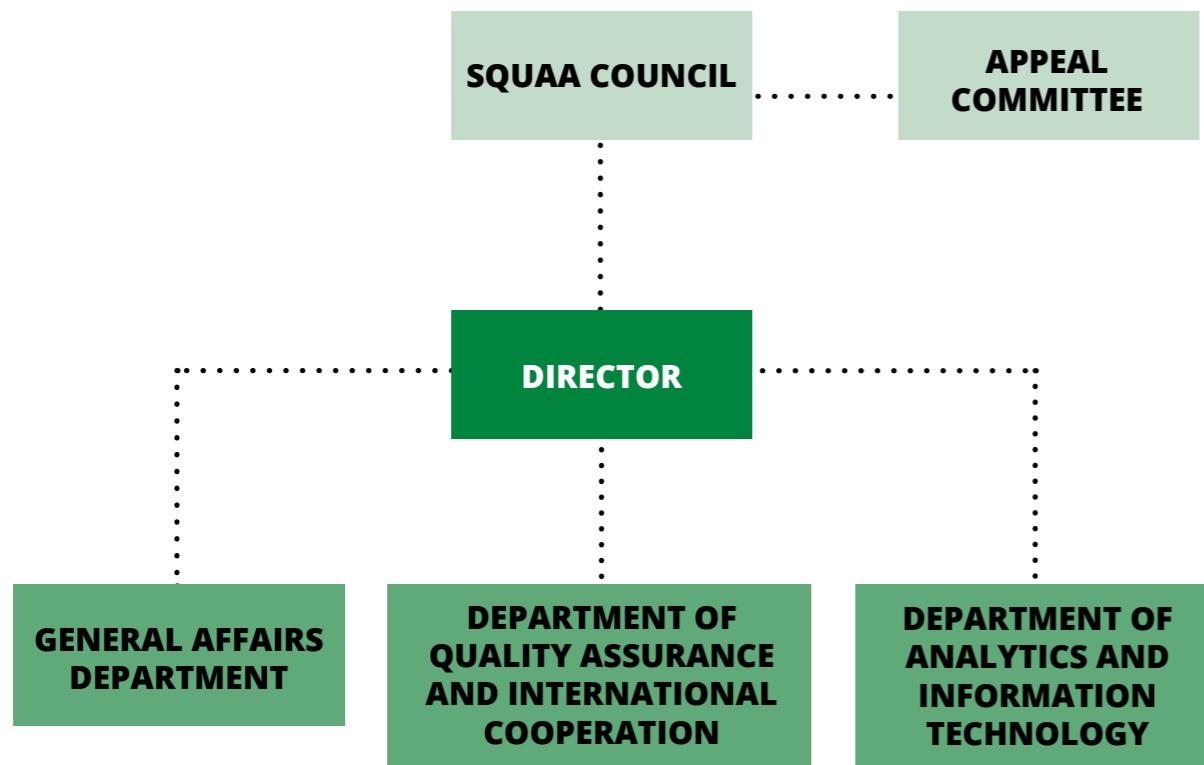 SQUAA COUNCIL
APPEAL
COMMITTEE
DIRECTOR
GENERAL AFFAIRS
DEPARTMENT
DEPARTMENT OF
QUALITY ASSURANCE
AND INTERNATIONAL
COOPERATION
DEPARTMENT OF
ANALYTICS AND
INFORMATION
TECHNOLOGY